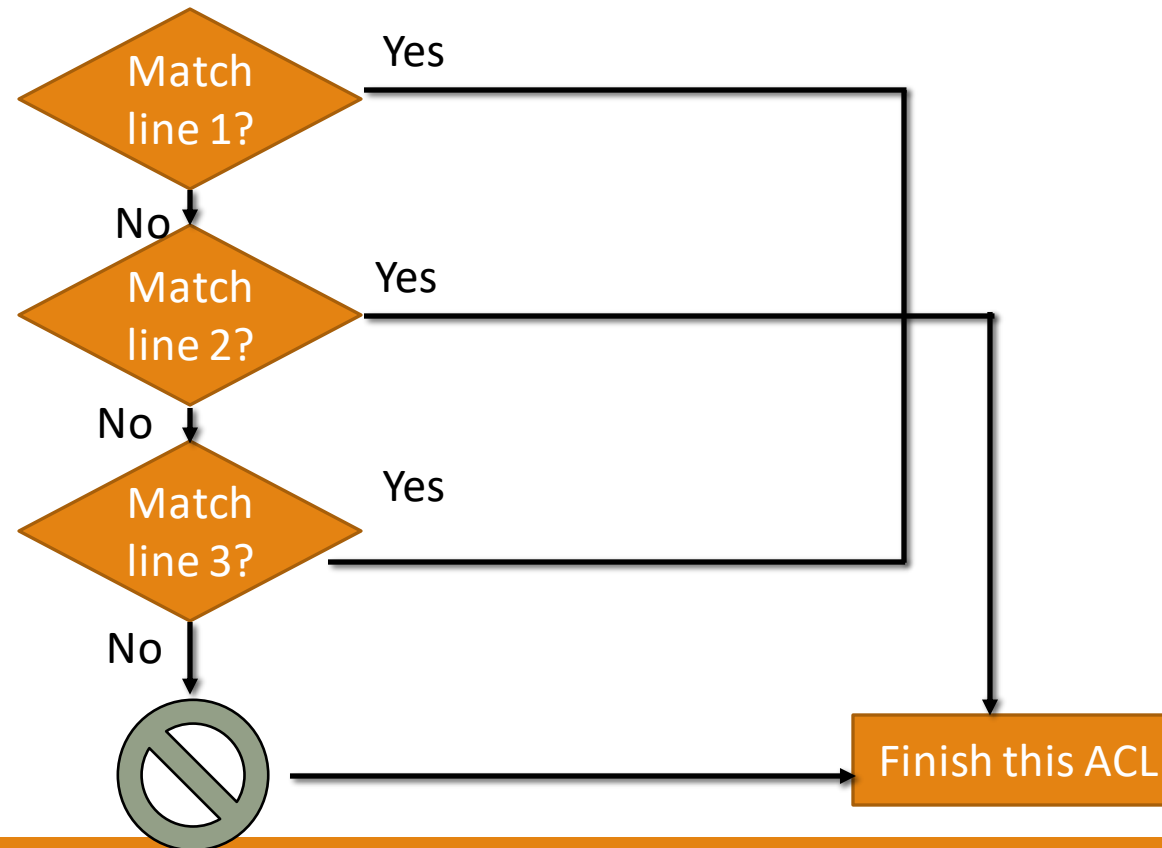 Match
line 1?
Yes
No
Match
line 2?
Yes
No
Match
line 3?
Yes
No
Finish this ACL